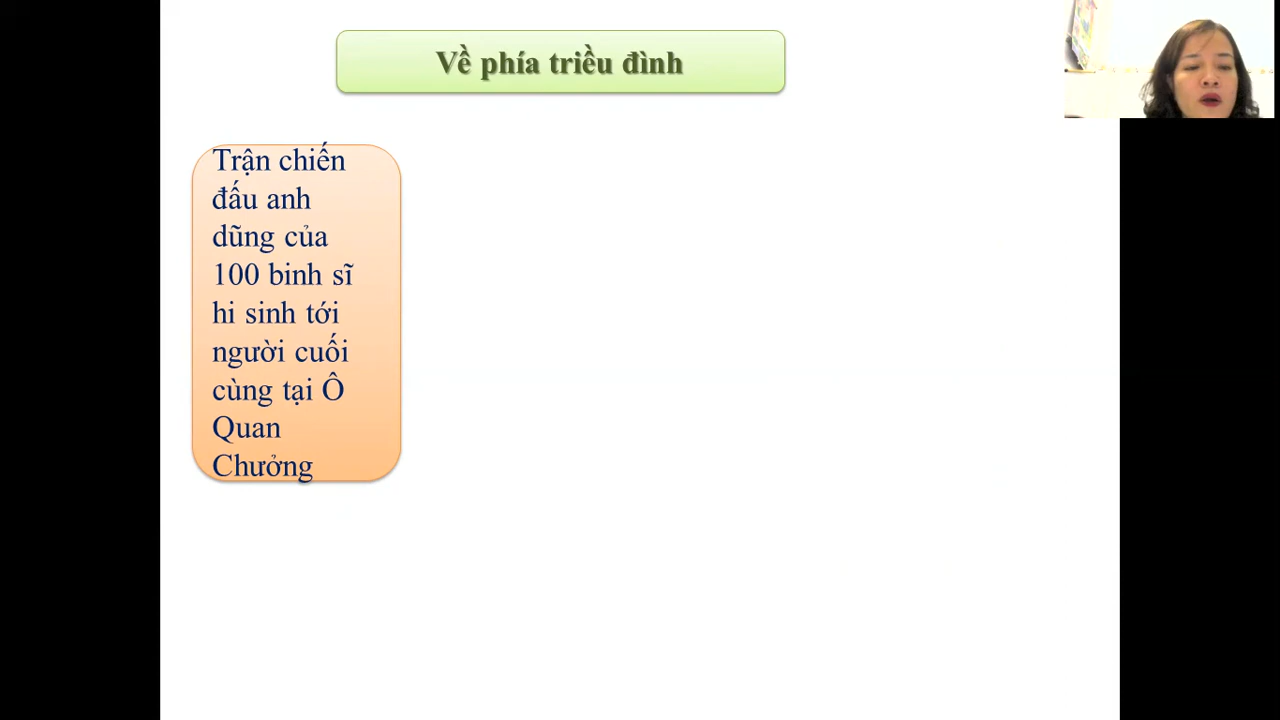 Về phía triều đình
Trận chiến
đấu anh
dũng của
100 binh sĩ
hi sinh tới
người cuối
cùng tại Ô
Quan
Chưởng